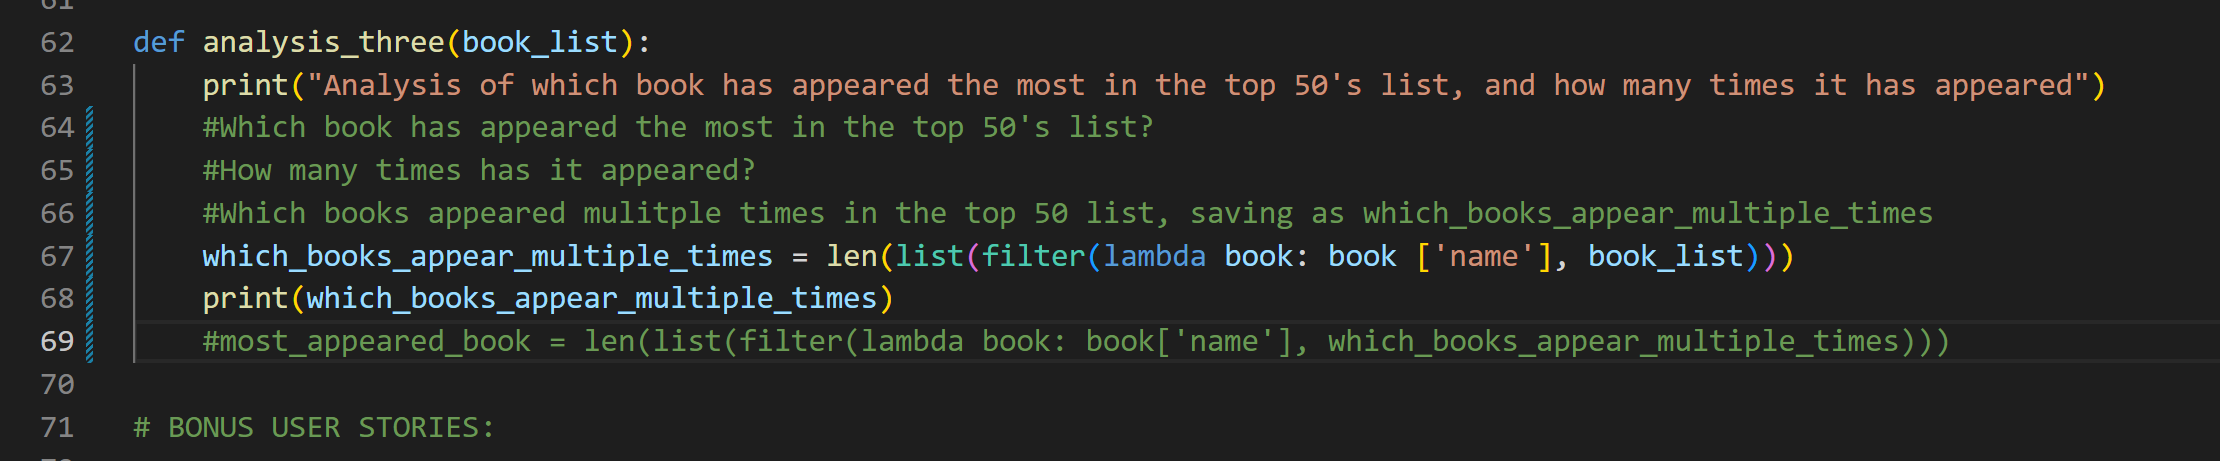 61
62 def analysis_three(book_list):
63 print("Analysis of which book has appeared the most in the top 50's list, and how many times it has appeared")
64 #Which book has appeared the most in the top 50's list?
65 #How many times has it appeared?
66 #Which books appeared mulitple times in the top 50 list, saving as which_books_appear_multiple_times
67 which_books_appear_multiple_times = len(list(filter(lambda book: book ['name'], book_list)))
68 print(which_books_appear_multiple_times)
69 #most_appeared_book = len(list(filter(lambda book: book['name'], which_books_appear_multiple_times)))
70
71 # BONUS USER STORIES: